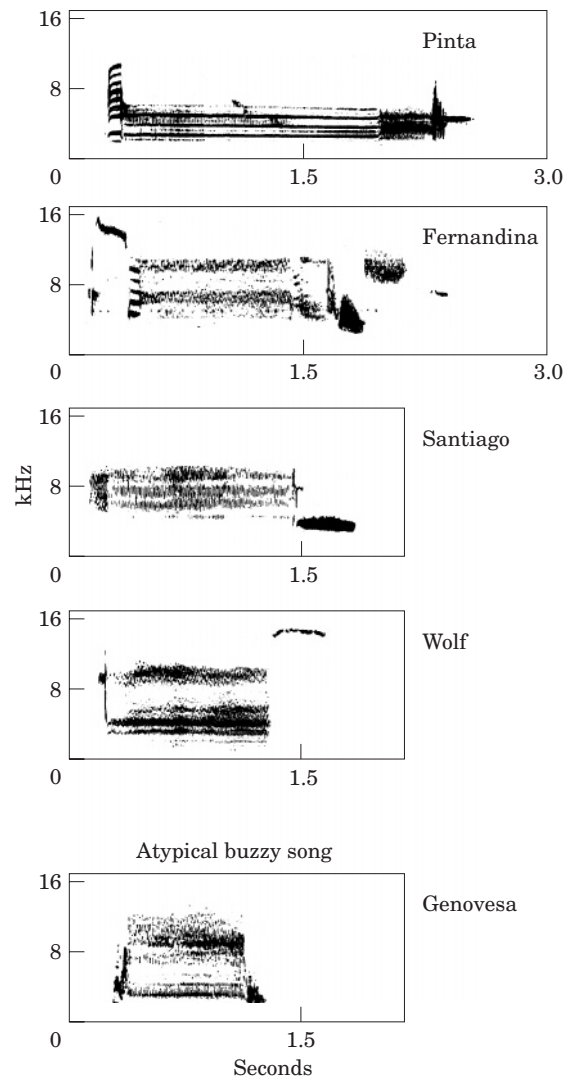 16
Pinta
8
0
1.5
3.0
16
Fernandina
8
0
1.5
3.0
16
Santiago
8
kHz
0
1.5
16
Wolf
8
0
1.5
Atypical buzzy song
16
Genovesa
8
0
1.5
Seconds